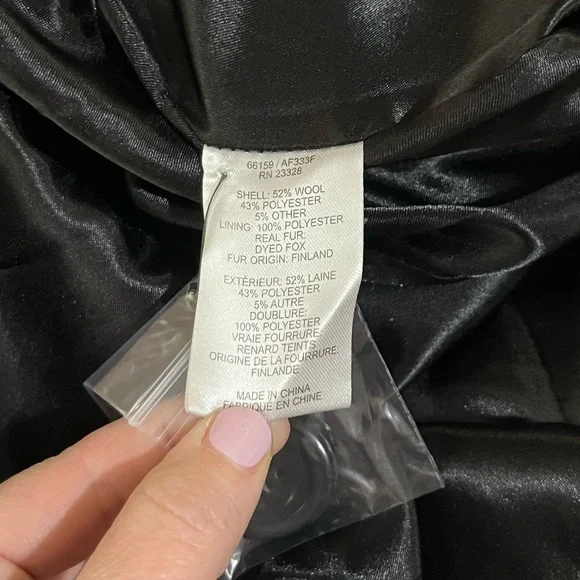 66159 / AF333F
RN 23328
SHELL: 52% WOOL
43% POLYESTER
5% OTHER
LINING: 100% POLYESTER
REAL FUR:
DYED FOX
FUR ORIGIN: FINLAND
EXTÉRIEUR: 52% LAINE
43% POLYESTER
5% AUTRE
DOUBLURE:
100% POLYESTER
VRAIE FOURRURE
RENARD TEINTS
ORIGINE DE LA FOURRURE.
FINLANDE
MADE IN CHINA
FABRIQUE EN CHINE